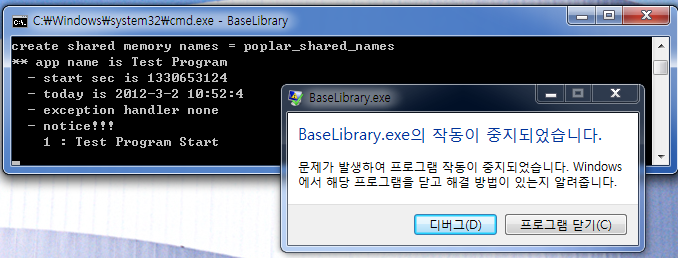 C:₩Windows₩system32₩cmd.exe - BaseLibrary
create shared memory names = poplar_shared_names
** app name is Test Program
- start sec is 1330653124
- today is 2012-3-2 10:52:4
- exception handler none
- notice!!!
1 : Test Program Start
BaseLibrary.exe
BaseLibrary.exe의 작동이 중지되었습니다.
문제가 발생하여 프로그램 작동이 중지되었습니다. Windows
에서 해당 프로그램을 닫고 해결 방법이 있는지 알려줍니다.
디버그(D)
프로그램 닫기(C)